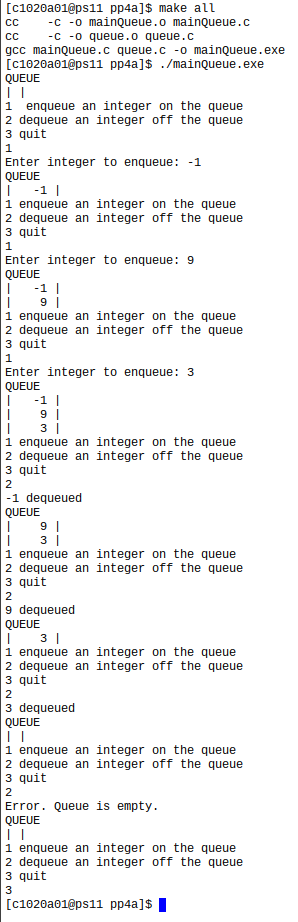 [c1020a01@ps11 pp4a]$ make all
cc    -c -o mainQueue.o mainQueue.c
cc    -c -o queue.o queue.c
gcc mainQueue.c queue.c -o mainQueue.exe
[c1020a01@ps11 pp4a]$ ./mainQueue.exe
QUEUE
| |
1  enqueue an integer on the queue
2 dequeue an integer off the queue
3 quit
1
Enter integer to enqueue: -1
QUEUE
|   -1 |
1 enqueue an integer on the queue
2 dequeue an integer off the queue
3 quit
1
Enter integer to enqueue: 9
QUEUE
|   -1 |
|    9 |
1 enqueue an integer on the queue
2 dequeue an integer off the queue
3 quit
1
Enter integer to enqueue: 3
QUEUE
|   -1 |
|    9 |
|    3 |
1 enqueue an integer on the queue
2 dequeue an integer off the queue
3 quit
2
-1 dequeued
QUEUE
|    9 |
|    3 |
1 enqueue an integer on the queue
2 dequeue an integer off the queue
3 quit
2
9 dequeued
QUEUE
|    3 |
1 enqueue an integer on the queue
2 dequeue an integer off the queue
3 quit
2
3 dequeued
QUEUE
| |
1 enqueue an integer on the queue
2 dequeue an integer off the queue
3 quit
2
Error. Queue is empty.
QUEUE
| |
1 enqueue an integer on the queue
2 dequeue an integer off the queue
3 quit
3
[c1020a01@ps11 pp4a]$